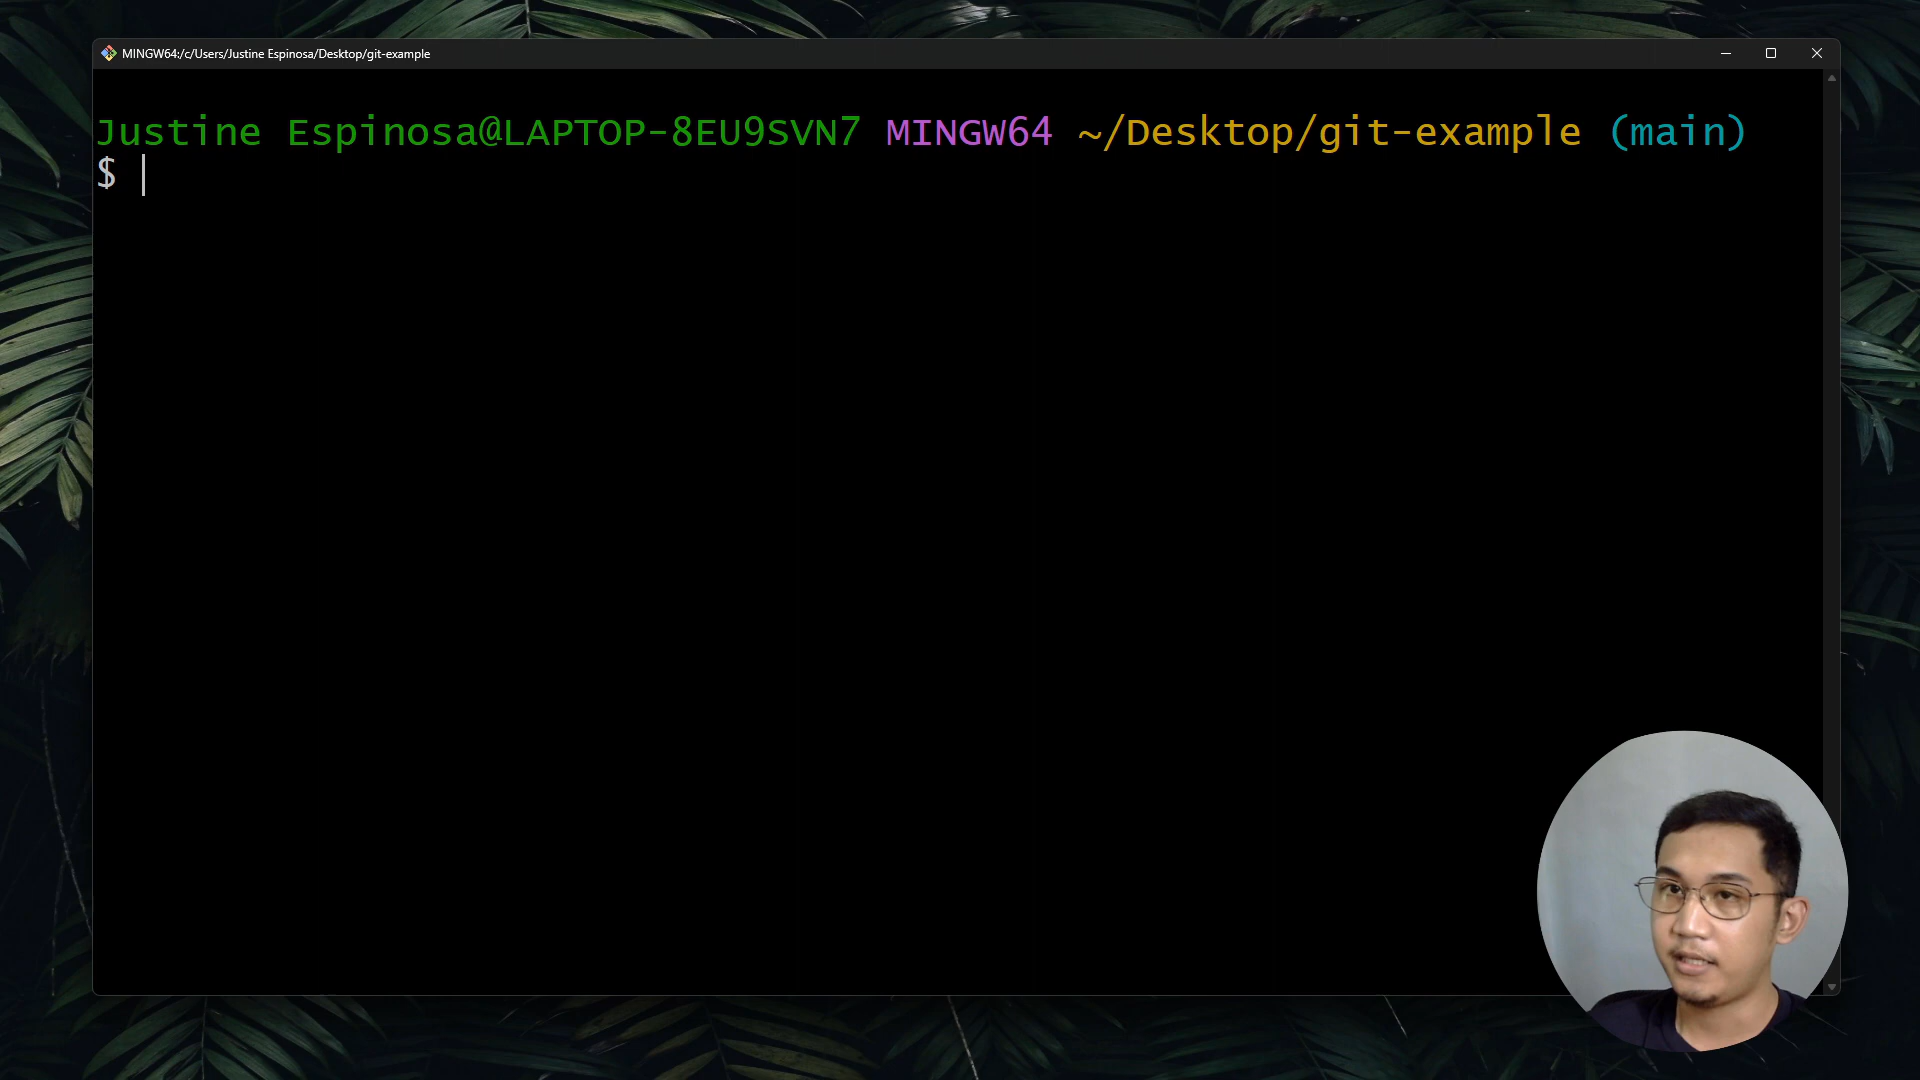 MINGW64:/c/Users/Justine Espinosa/Desktop/git-example
Justine Espinosa@LAPTOP-8EU9SVN7 MINGW64 ~/Desktop/git-example (main)
$